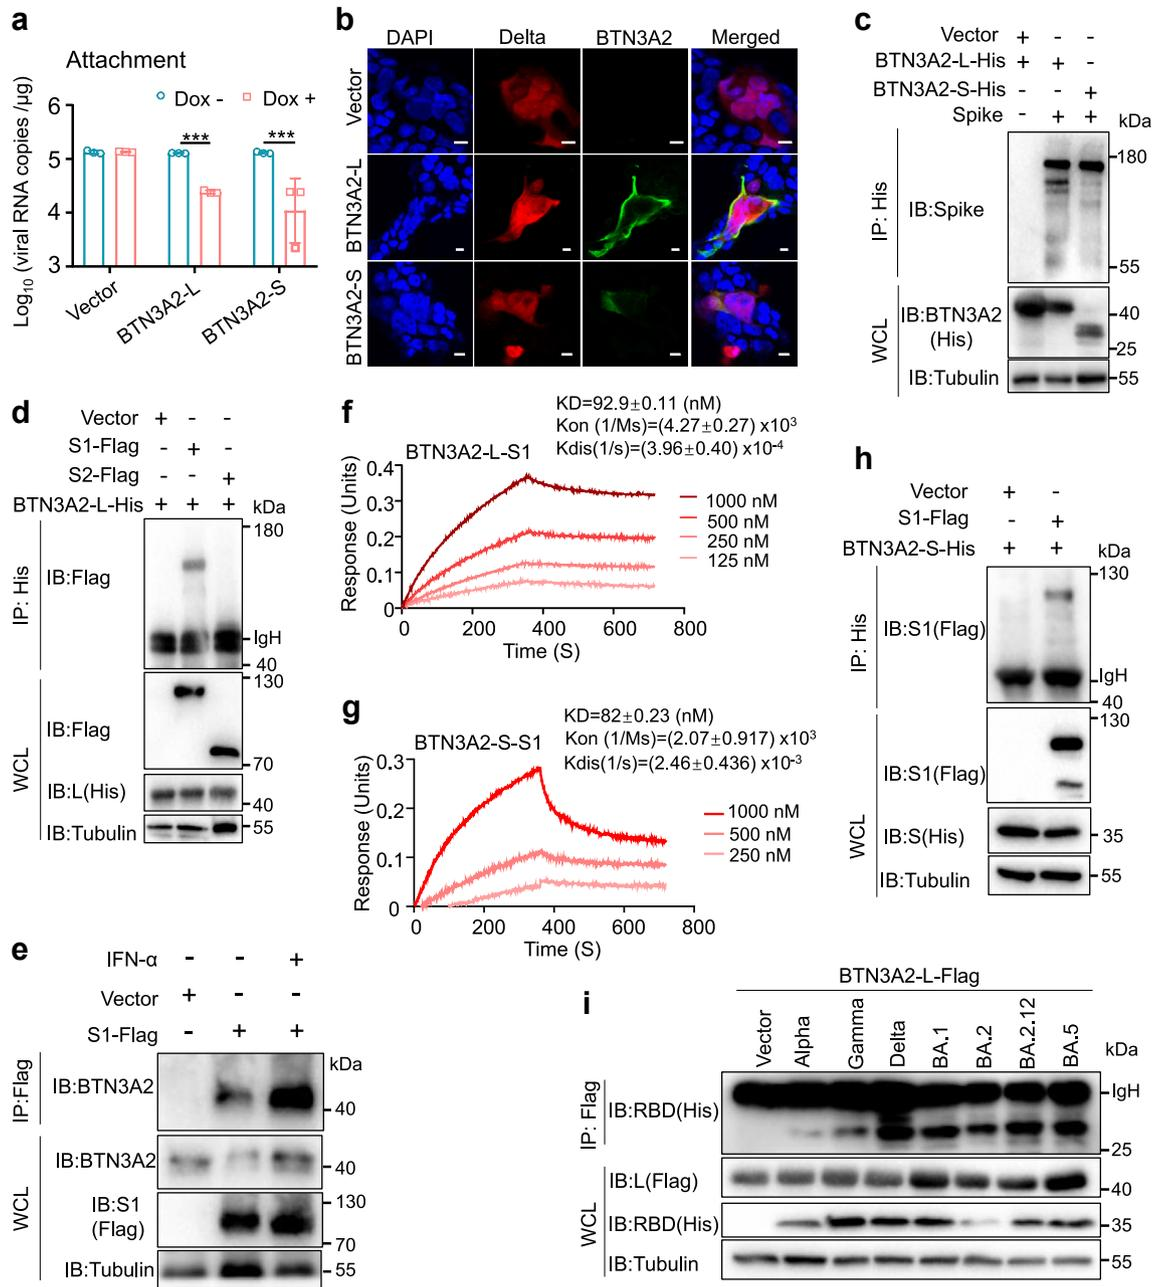 a
Attachment
Dox -
Dox +
***
***
Log10 (viral RNA copies /µg)
6
5
4
3
Vector
BTN3A2-L
BTN3A2-S
b
DAPI
Delta
BTN3A2
Merged
Vector
BTN3A2-L
BTN3A2-S
c
Vector + - -
BTN3A2-L-His + + -
BTN3A2-S-His - - +
Spike - + +
kDa
IP: His
IB:Spike
180
55
WCL
IB:BTN3A2
(His)
40
25
IB:Tubulin
55
d
Vector + - -
S1-Flag - + -
S2-Flag - - +
BTN3A2-L-His + + +
kDa
IP: His
IB:Flag
180
IgH
40
WCL
IB:Flag
130
70
IB:L(His)
40
IB:Tubulin
55
f
KD=92.9±0.11 (nM)
Kon (1/Ms)=(4.27±0.27) x10³
Kdis(1/s)=(3.96±0.40) x10⁻⁴
BTN3A2-L-S1
Response (Units)
0.4
0.3
0.2
0.1
0
0 200 400 600 800
Time (S)
1000 nM
500 nM
250 nM
125 nM
g
KD=82±0.23 (nM)
Kon (1/Ms)=(2.07±0.917) x10³
Kdis(1/s)=(2.46±0.436) x10⁻³
BTN3A2-S-S1
Response (Units)
0.3
0.2
0.1
0
0 200 400 600 800
Time (S)
1000 nM
500 nM
250 nM
h
Vector + -
S1-Flag - +
BTN3A2-S-His + +
kDa
IP: His
IB:S1(Flag)
130
IgH
40
WCL
IB:S1(Flag)
130
IB:S(His)
35
IB:Tubulin
55
e
IFN-α - - +
Vector + - -
S1-Flag - + +
kDa
IP:Flag
IB:BTN3A2
40
WCL
IB:BTN3A2
40
IB:S1
(Flag)
130
70
IB:Tubulin
55
i
BTN3A2-L-Flag
Vector
Alpha
Gamma
Delta
BA.1
BA.2
BA.2.12
BA.5
kDa
IP: Flag
IB:RBD(His)
IgH
25
WCL
IB:L(Flag)
40
IB:RBD(His)
35
IB:Tubulin
55